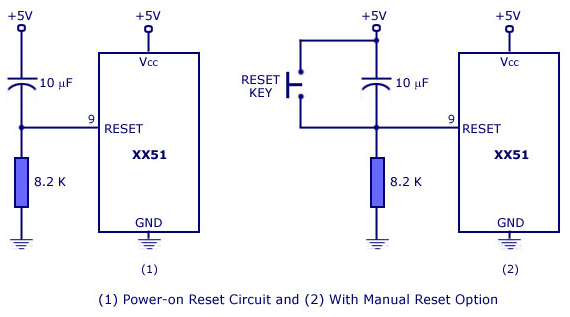 +5V
+5V
Vcc
10 µF
9
RESET
XX51
8.2 K
GND
(1)
+5V
+5V
Vcc
RESET
KEY
10 µF
9
RESET
XX51
8.2 K
GND
(2)
(1) Power-on Reset Circuit and (2) With Manual Reset Option